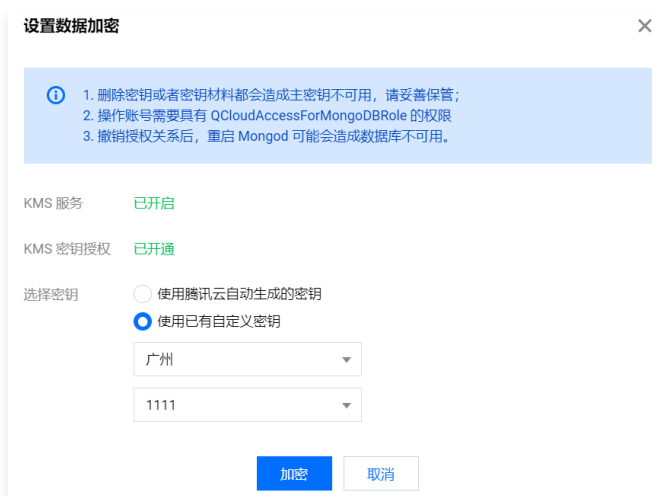 设置数据加密
1. 删除密钥或者密钥材料都会造成主密钥不可用，请妥善保管；
2. 操作账号需要具有 QCloudAccessForMongoDBRole 的权限
3. 撤销授权关系后，重启 Mongod 可能会造成数据库不可用。
KMS 服务 已开启
KMS 密钥授权 已开通
选择密钥 使用腾讯云自动生成的密钥
使用已有自定义密钥
广州
1111
加密 取消